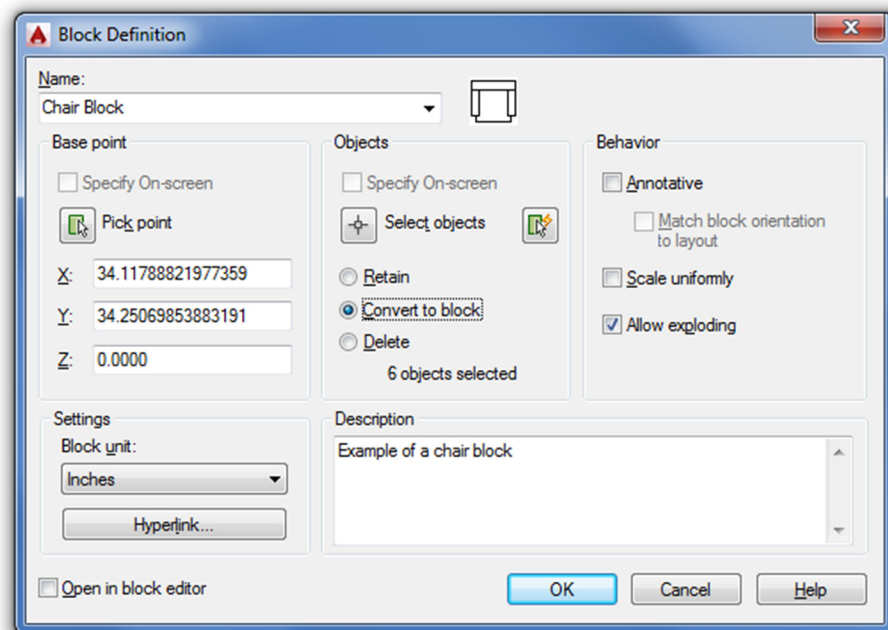 Block Definition
Name:
Chair Block
Base point
Specify On-screen
Pick point
X: 34.11788821977359
Y: 34.25069853883191
Z: 0.0000
Objects
Specify On-screen
Select objects
Retain
Convert to block
Delete
6 objects selected
Behavior
Annotative
Match block orientation
to layout
Scale uniformly
Allow exploding
Settings
Block unit:
Inches
Hyperlink...
Description
Example of a chair block
Open in block editor
OK
Cancel
Help